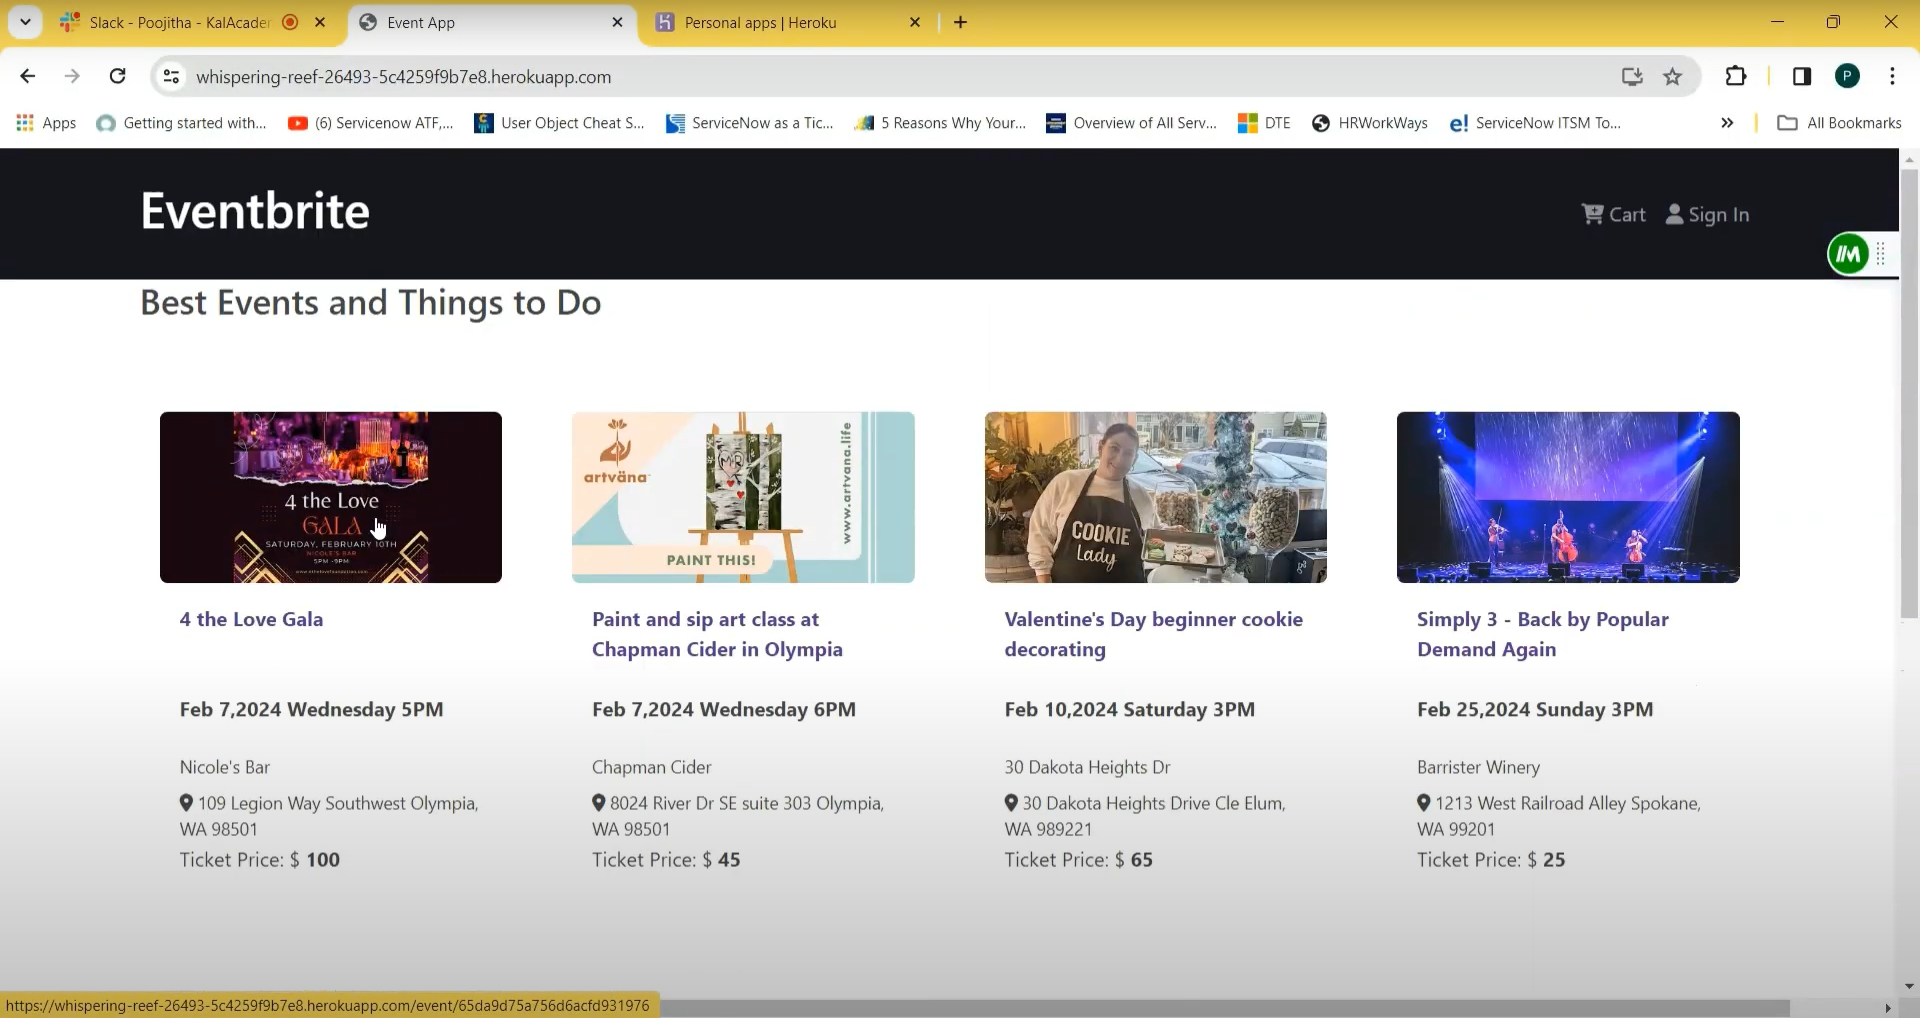 Slack - Poojitha - KalAcader
Event App
Personal apps | Heroku
whispering-reef-26493-5c4259f9b7e8.herokuapp.com
P
Apps
Getting started with...
(6) Servicenow ATF,...
User Object Cheat S...
ServiceNow as a Tic...
5 Reasons Why Your...
Overview of All Serv...
DTE
HRWorkWays
e! ServiceNow ITSM To...
»
All Bookmarks
Eventbrite
Cart
Sign In
Best Events and Things to Do
4 the Love
GALA
SATURDAY, FEBRUARY 10TH
NICOLE'S BAR
5PM -9PM
artvāna
www.artvana.life
PAINT THIS!
COOKIE
Lady
4 the Love Gala
Paint and sip art class at
Chapman Cider in Olympia
Valentine's Day beginner cookie
decorating
Simply 3 - Back by Popular
Demand Again
Feb 7,2024 Wednesday 5PM
Feb 7,2024 Wednesday 6PM
Feb 10,2024 Saturday 3PM
Feb 25,2024 Sunday 3PM
Nicole's Bar
Chapman Cider
30 Dakota Heights Dr
Barrister Winery
109 Legion Way Southwest Olympia,
WA 98501
8024 River Dr SE suite 303 Olympia,
WA 98501
30 Dakota Heights Drive Cle Elum,
WA 989221
1213 West Railroad Alley Spokane,
WA 99201
Ticket Price: $ 100
Ticket Price: $ 45
Ticket Price: $ 65
Ticket Price: $ 25
https://whispering-reef-26493-5c4259f9b7e8.herokuapp.com/event/65da9d75a756d6acfd931976